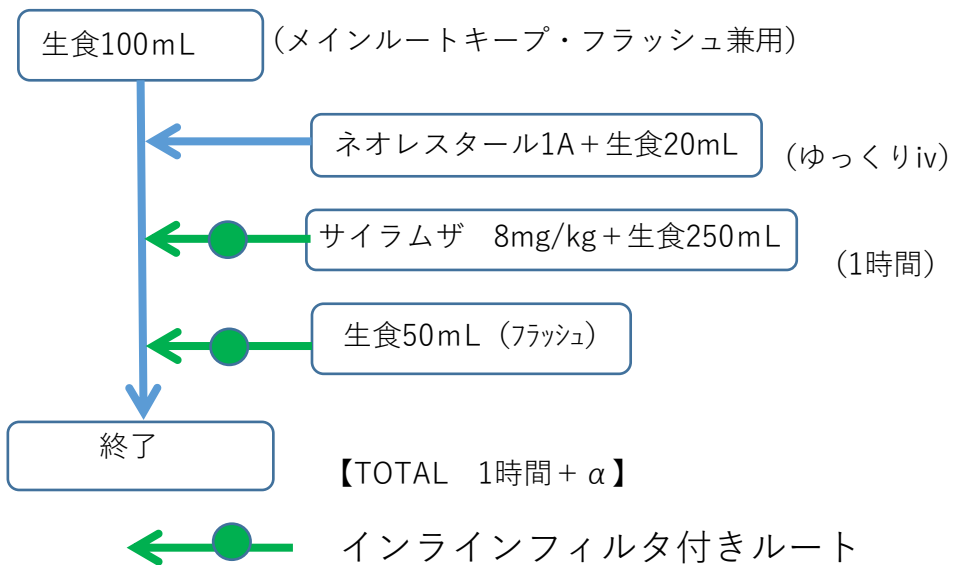 生食100mL
(メインルートキープ・フラッシュ兼用)
ネオレスタール1A+生食20mL
(ゆっくりiv)
サイラムザ　8mg/kg+生食250mL
(1時間)
生食50mL (ﾌﾗｯｼｭ)
終了
【TOTAL　1時間+α】
インラインフィルタ付きルート